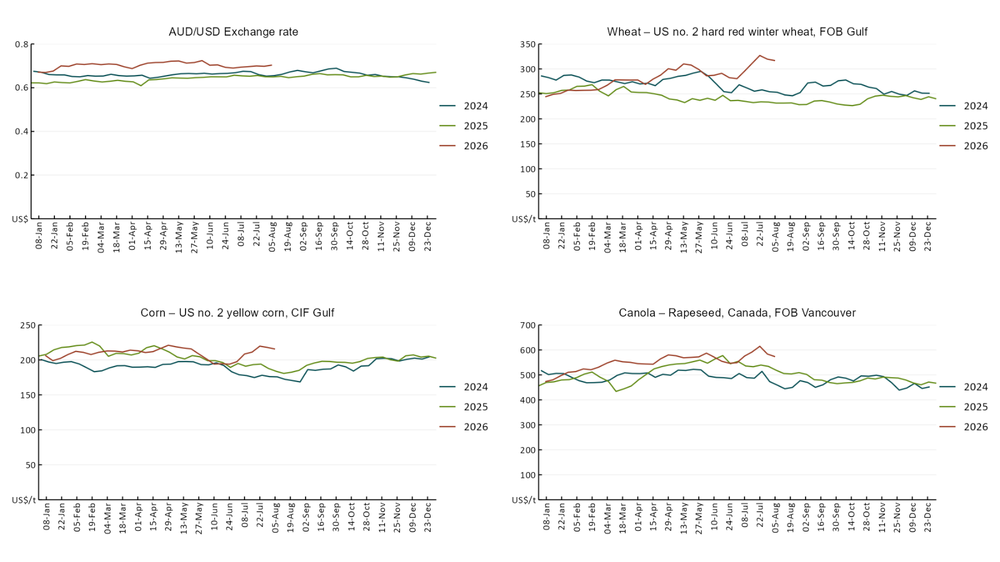 AUD/USD Exchange rate
0.8
0.6
0.4
0.2
US$
08-Jan
22-Jan
05-Feb
19-Feb
04-Mar
18-Mar
01-Apr
15-Apr
29-Apr
13-May
27-May
10-Jun
24-Jun
08-Jul
22-Jul
05-Aug
19-Aug
02-Sep
16-Sep
30-Sep
14-Oct
28-Oct
11-Nov
25-Nov
09-Dec
23-Dec
2024
2025
2026
Wheat – US no. 2 hard red winter wheat, FOB Gulf
350
300
250
200
150
100
50
US$/t
08-Jan
22-Jan
05-Feb
19-Feb
04-Mar
18-Mar
01-Apr
15-Apr
29-Apr
13-May
27-May
10-Jun
24-Jun
08-Jul
22-Jul
05-Aug
19-Aug
02-Sep
16-Sep
30-Sep
14-Oct
28-Oct
11-Nov
25-Nov
09-Dec
23-Dec
2024
2025
2026
Corn – US no. 2 yellow corn, CIF Gulf
250
200
150
100
50
US$/t
08-Jan
22-Jan
05-Feb
19-Feb
04-Mar
18-Mar
01-Apr
15-Apr
29-Apr
13-May
27-May
10-Jun
24-Jun
08-Jul
22-Jul
05-Aug
19-Aug
02-Sep
16-Sep
30-Sep
14-Oct
28-Oct
11-Nov
25-Nov
09-Dec
23-Dec
2024
2025
2026
Canola – Rapeseed, Canada, FOB Vancouver
700
600
500
400
300
200
100
US$/t
08-Jan
22-Jan
05-Feb
19-Feb
04-Mar
18-Mar
01-Apr
15-Apr
29-Apr
13-May
27-May
10-Jun
24-Jun
08-Jul
22-Jul
05-Aug
19-Aug
02-Sep
16-Sep
30-Sep
14-Oct
28-Oct
11-Nov
25-Nov
09-Dec
23-Dec
2024
2025
2026